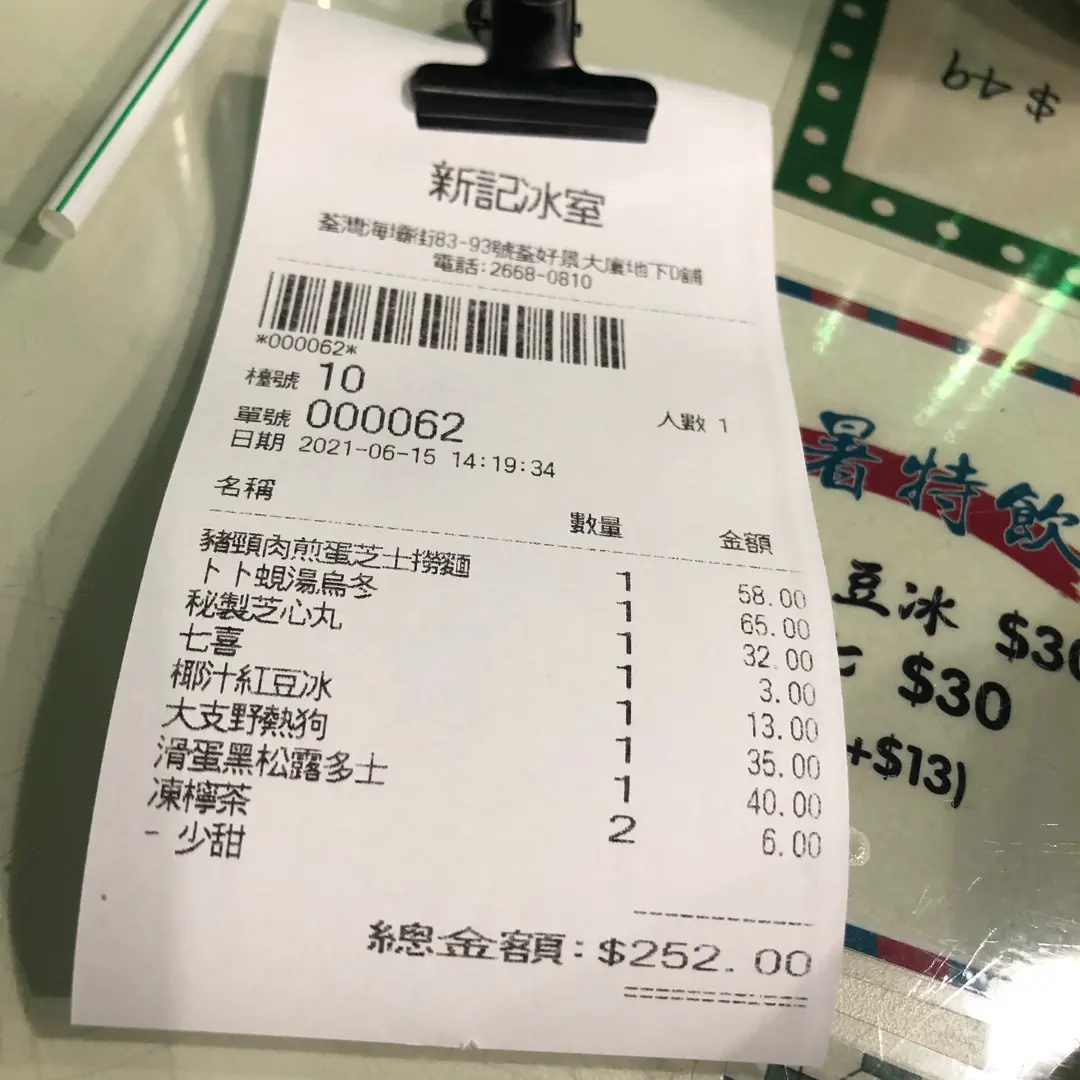 新記冰室
荃灣海壩街83-93號荃好景大廈地下D舖
電話:2668-0810
*000062*
檯號 10
單號 000062 人數 1
日期 2021-06-15 14:19:34
名稱 數量 金額
豬頸肉煎蛋芝士撈麵 1 58.00
卜卜蜆湯烏冬 1 65.00
秘製芝心丸 1 32.00
七喜 1 3.00
椰汁紅豆冰 1 13.00
大支野熱狗 1 35.00
滑蛋黑松露多士 1 40.00
凍檸茶 2 6.00
- 少甜
總金額:$252.00
$49
暑特飲
豆冰 $30
$30
+$13)